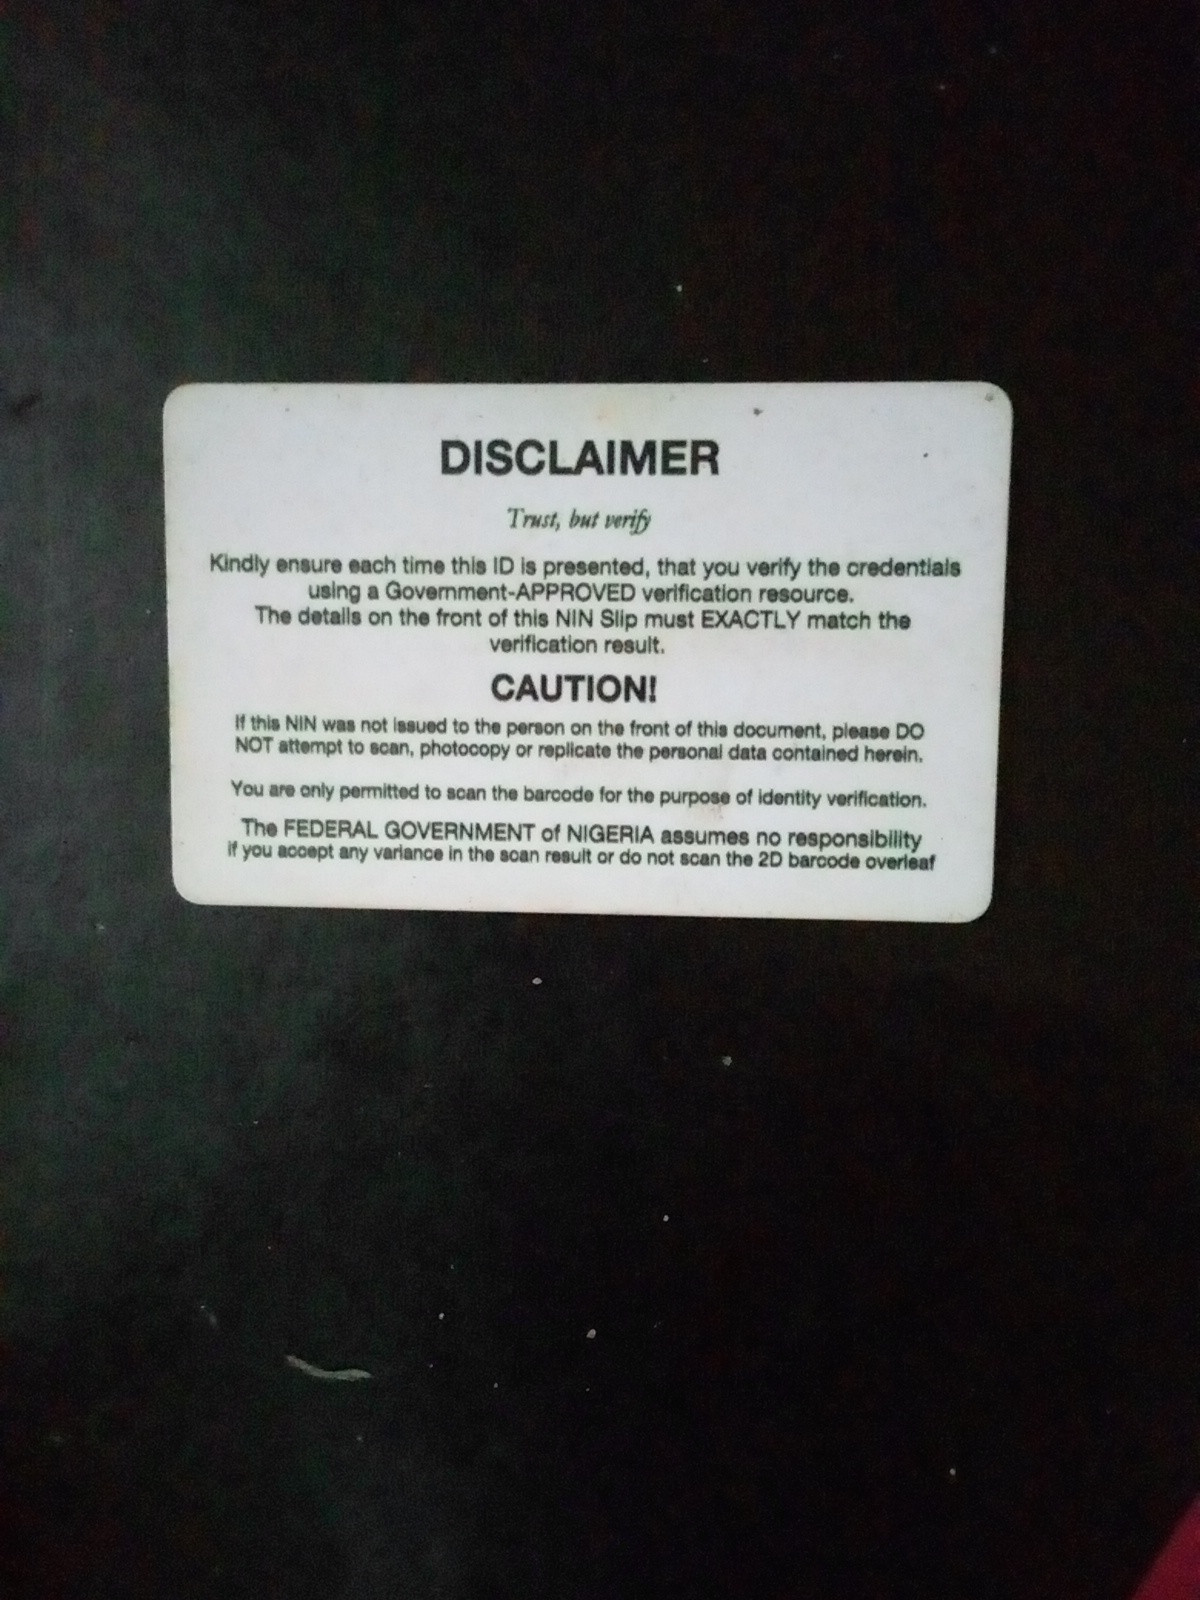 DISCLAIMER
Trust, but verify
Kindly ensure each time this ID is presented, that you verify the credentials
using a Government-APPROVED verification resource.
The details on the front of this NIN Slip must EXACTLY match the
verification result.
CAUTION!
If this NIN was not issued to the person on the front of this document, please DO
NOT attempt to scan, photocopy or replicate the personal data contained herein.
You are only permitted to scan the barcode for the purpose of identity verification.
The FEDERAL GOVERNMENT of NIGERIA assumes no responsibility
if you accept any variance in the scan result or do not scan the 2D barcode overleaf